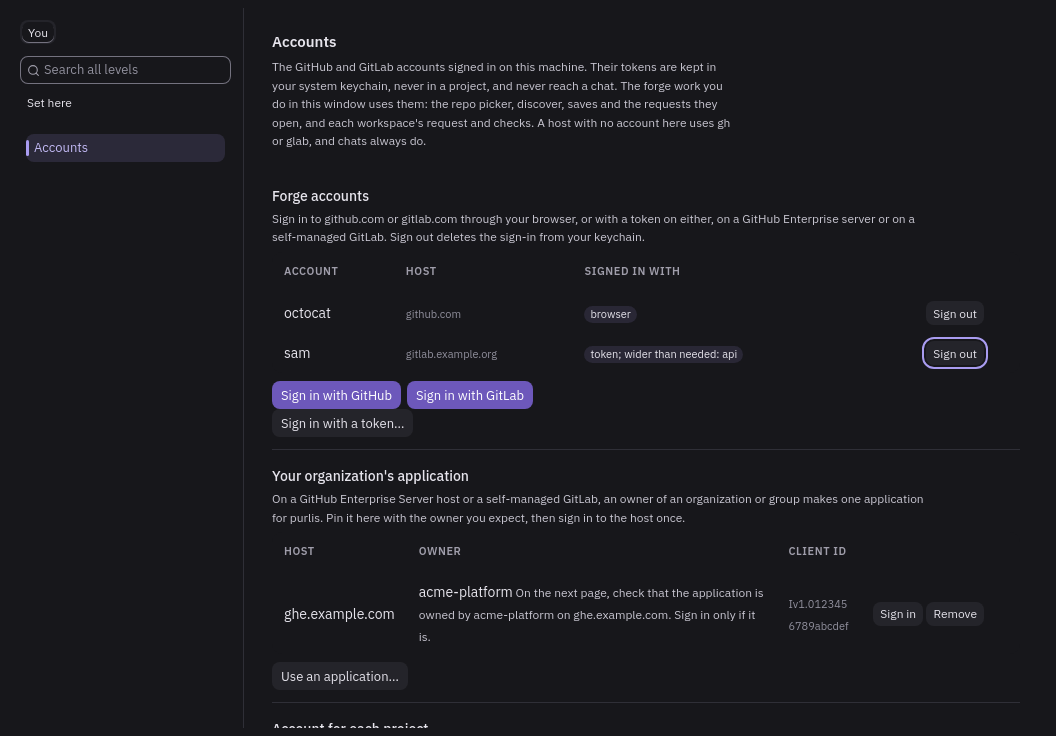 You
Search all levels
Set here
Accounts
Accounts
The GitHub and GitLab accounts signed in on this machine. Their tokens are kept in
your system keychain, never in a project, and never reach a chat. The forge work you
do in this window uses them: the repo picker, discover, saves and the requests they
open, and each workspace's request and checks. A host with no account here uses gh
or glab, and chats always do.
Forge accounts
Sign in to github.com or gitlab.com through your browser, or with a token on either, on a GitHub Enterprise server or on a
self-managed GitLab. Sign out deletes the sign-in from your keychain.
ACCOUNT HOST SIGNED IN WITH
octocat github.com browser Sign out
sam gitlab.example.org token; wider than needed: api Sign out
Sign in with GitHub Sign in with GitLab
Sign in with a token...
Your organization's application
On a GitHub Enterprise Server host or a self-managed GitLab, an owner of an organization or group makes one application
for purlis. Pin it here with the owner you expect, then sign in to the host once.
HOST OWNER CLIENT ID
ghe.example.com
acme-platform On the next page, check that the application is
owned by acme-platform on ghe.example.com. Sign in only if it
is.
Iv1.012345
6789abcdef
Sign in Remove
Use an application...
Account for each project